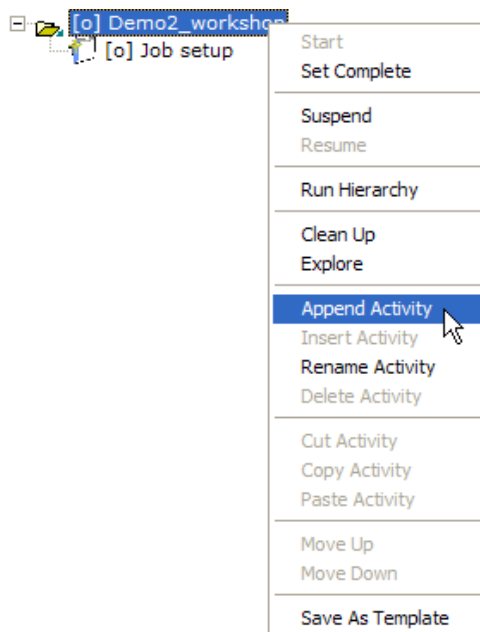 [o] Demo2_workshop
[o] Job setup
Start
Set Complete
Suspend
Resume
Run Hierarchy
Clean Up
Explore
Append Activity
Insert Activity
Rename Activity
Delete Activity
Cut Activity
Copy Activity
Paste Activity
Move Up
Move Down
Save As Template